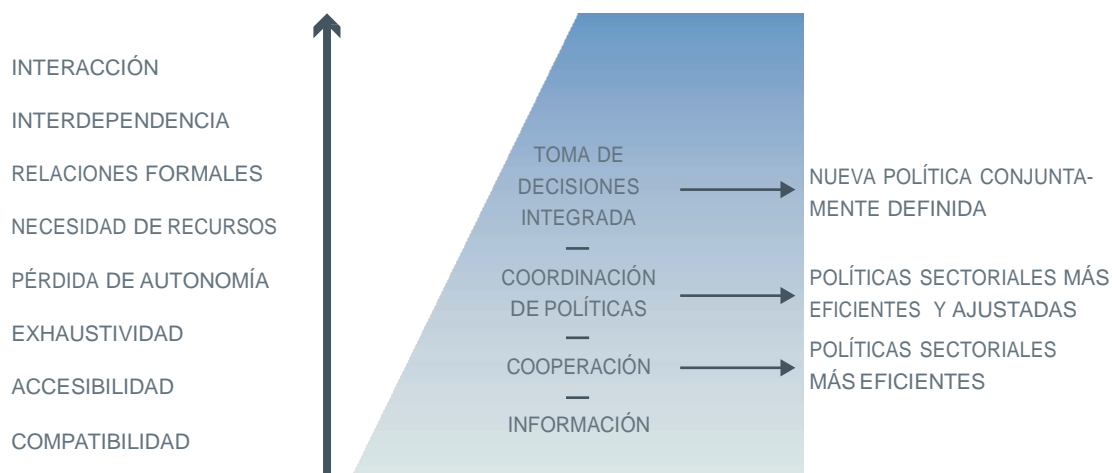 INTERACCIÓN
INTERDEPENDENCIA
RELACIONES FORMALES
NECESIDAD DE RECURSOS
PÉRDIDA DE AUTONOMÍA
EXHAUSTIVIDAD
ACCESIBILIDAD
COMPATIBILIDAD
TOMA DE
DECISIONES
INTEGRADA
COORDINACIÓN
DE POLÍTICAS
COOPERACIÓN
INFORMACIÓN
NUEVA POLÍTICA CONJUNTA-
MENTE DEFINIDA
POLÍTICAS SECTORIALES MÁS
EFICIENTES Y AJUSTADAS
POLÍTICAS SECTORIALES
MÁS EFICIENTES